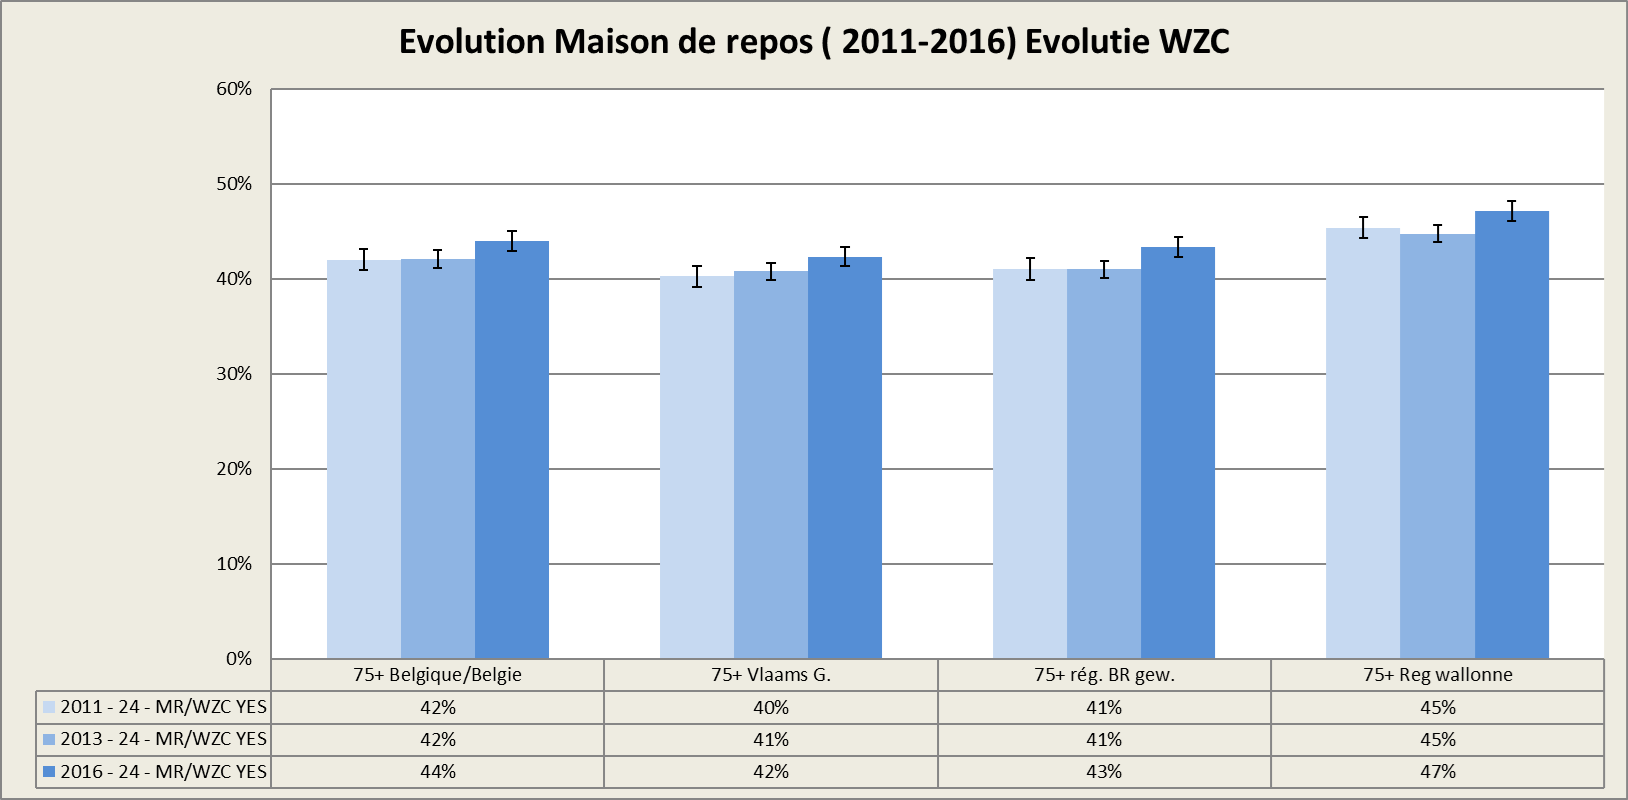 Evolution Maison de repos ( 2011-2016) Evolutie WZC
60%
50%
40%
30%
20%
10%
0%
75+ Belgique/Belgie 75+ Vlaams G. 75+ rég. BR gew. 75+ Reg wallonne
2011 - 24 - MR/WZC YES 42% 40% 41% 45%
2013 - 24 - MR/WZC YES 42% 41% 41% 45%
2016 - 24 - MR/WZC YES 44% 42% 43% 47%